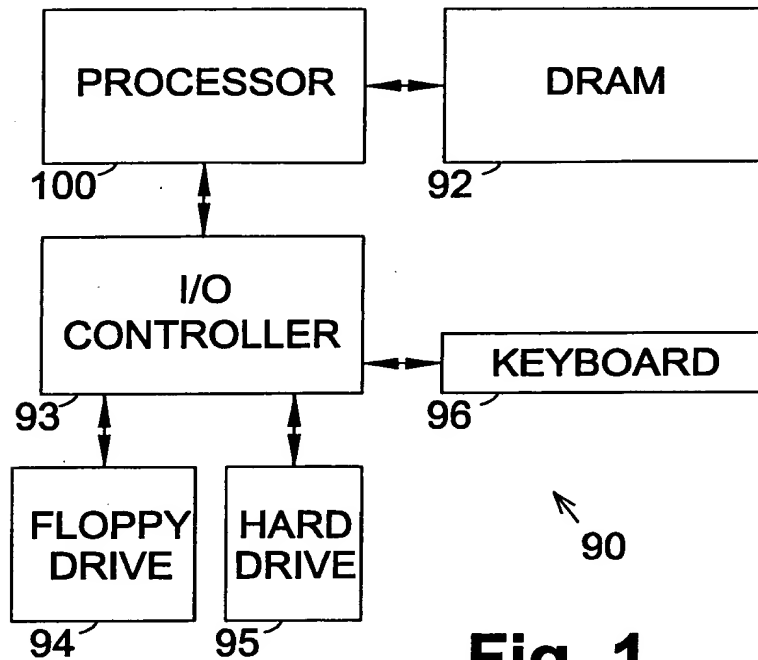 PROCESSOR
DRAM
100
92
I/O
CONTROLLER
KEYBOARD
93
96
FLOPPY
DRIVE
HARD
DRIVE
90
94
95
Fig. 1